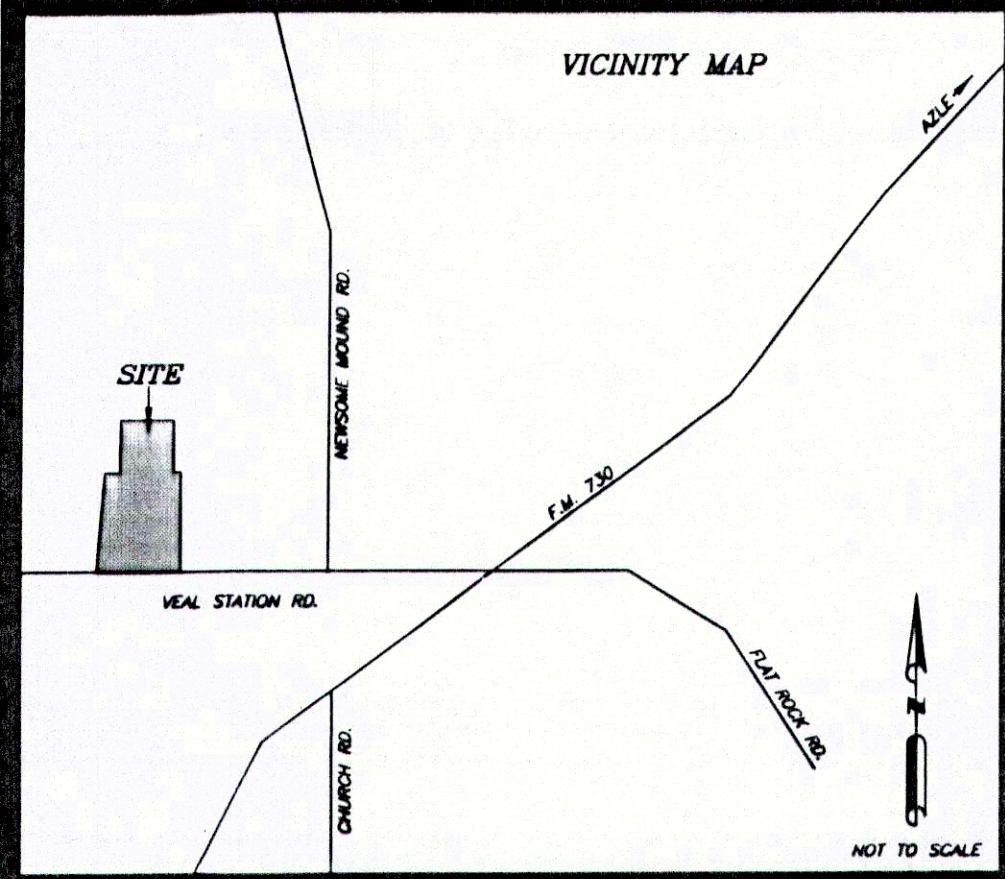 VICINITY MAP
AZLE
NEWSOME MOUND RD.
SITE
F.M. 730
VEAL STATION RD.
FLAT ROCK RD.
N
CHURCH RD.
NOT TO SCALE